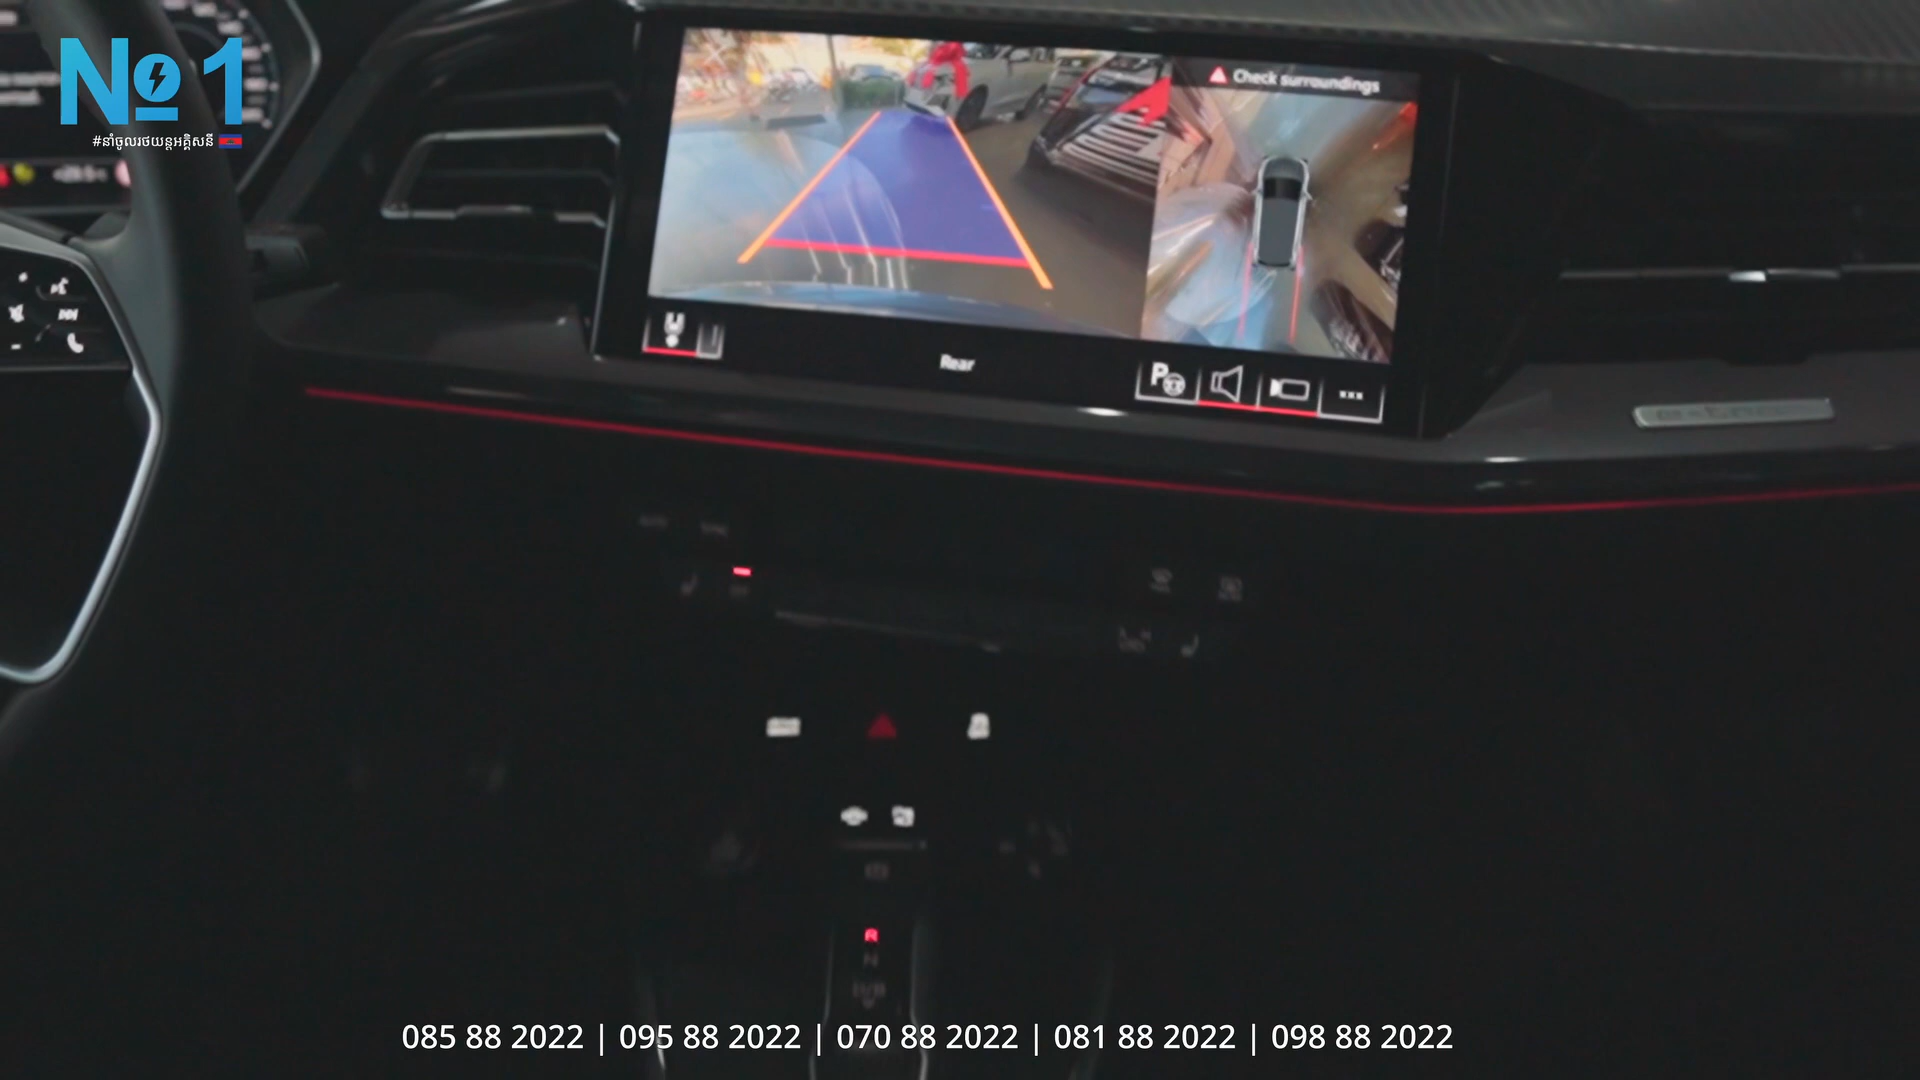 №1
#នាំចូលរថយន្តអគ្គិសនី
Check surroundings
Rear
P
e-tron
R
N
D/B
085 88 2022 | 095 88 2022 | 070 88 2022 | 081 88 2022 | 098 88 2022